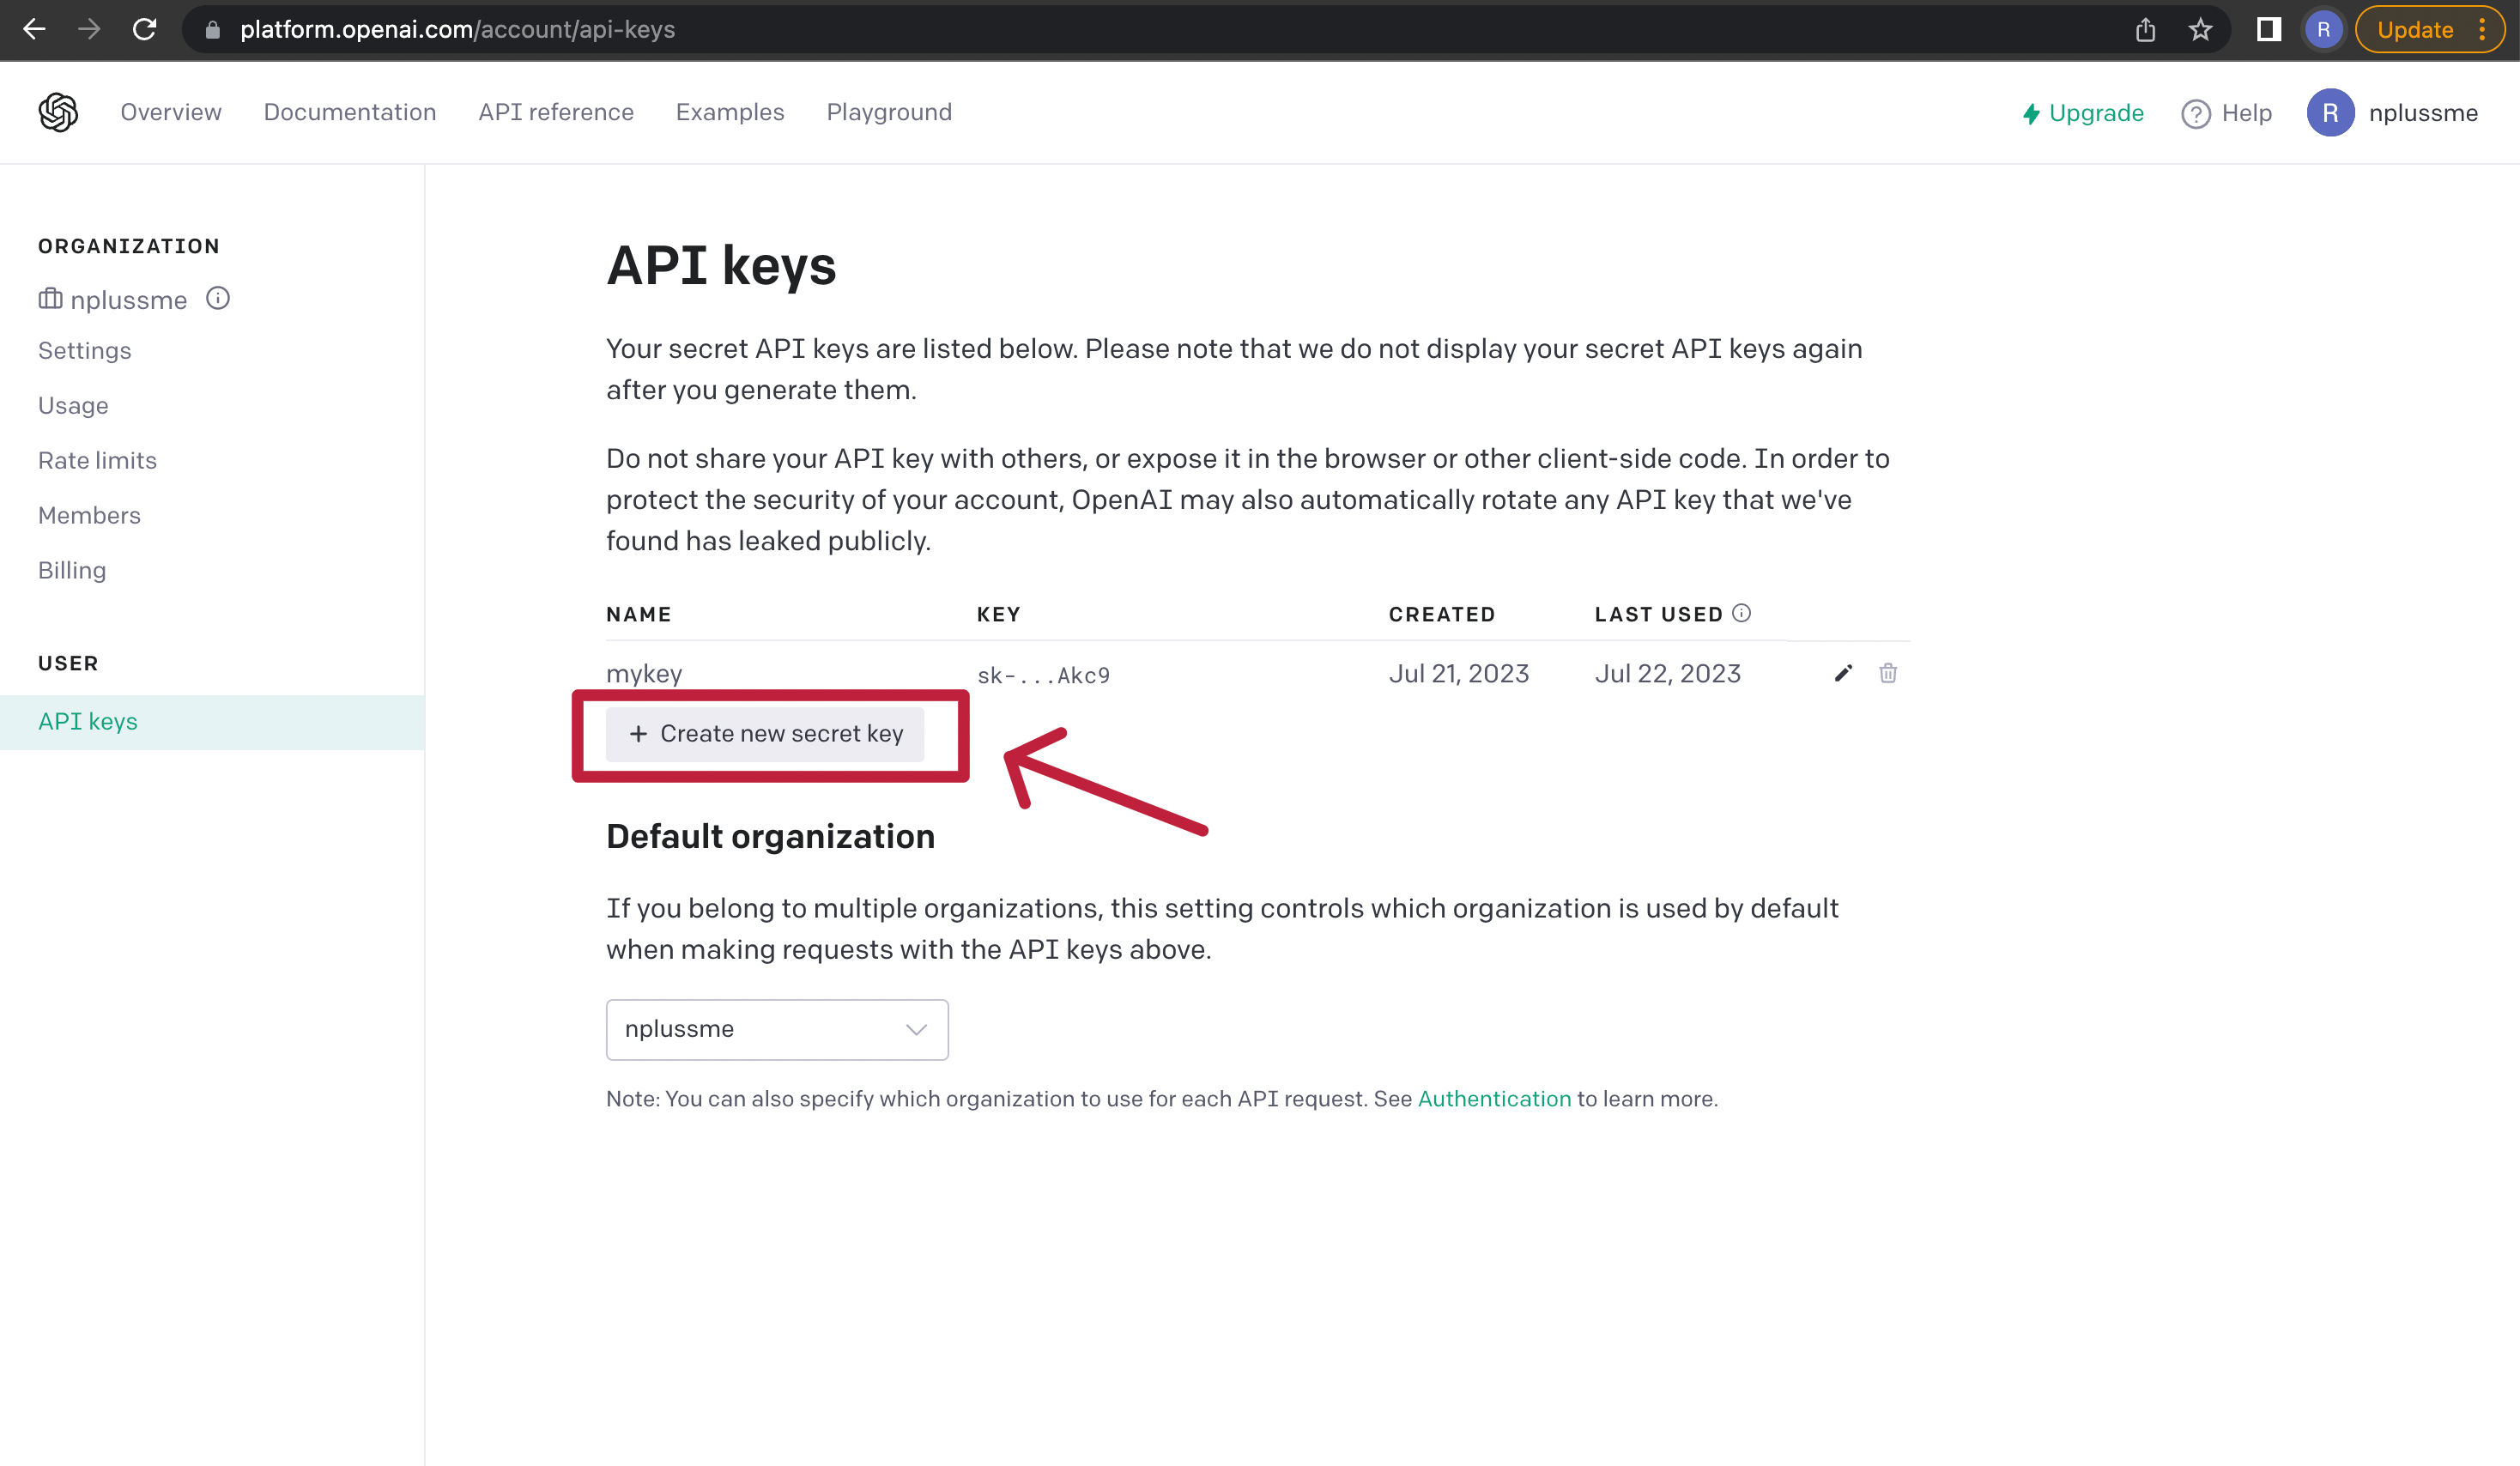 platform.openai.com/account/api-keys
R
Update
Overview Documentation API reference Examples Playground
Upgrade
Help
R
nplussme
ORGANIZATION
nplussme
Settings
Usage
Rate limits
Members
Billing
USER
API keys
API keys
Your secret API keys are listed below. Please note that we do not display your secret API keys again
after you generate them.
Do not share your API key with others, or expose it in the browser or other client-side code. In order to
protect the security of your account, OpenAI may also automatically rotate any API key that we've
found has leaked publicly.
NAME KEY CREATED LAST USED
mykey sk-...Akc9 Jul 21, 2023 Jul 22, 2023
+ Create new secret key
Default organization
If you belong to multiple organizations, this setting controls which organization is used by default
when making requests with the API keys above.
nplussme
Note: You can also specify which organization to use for each API request. See Authentication to learn more.